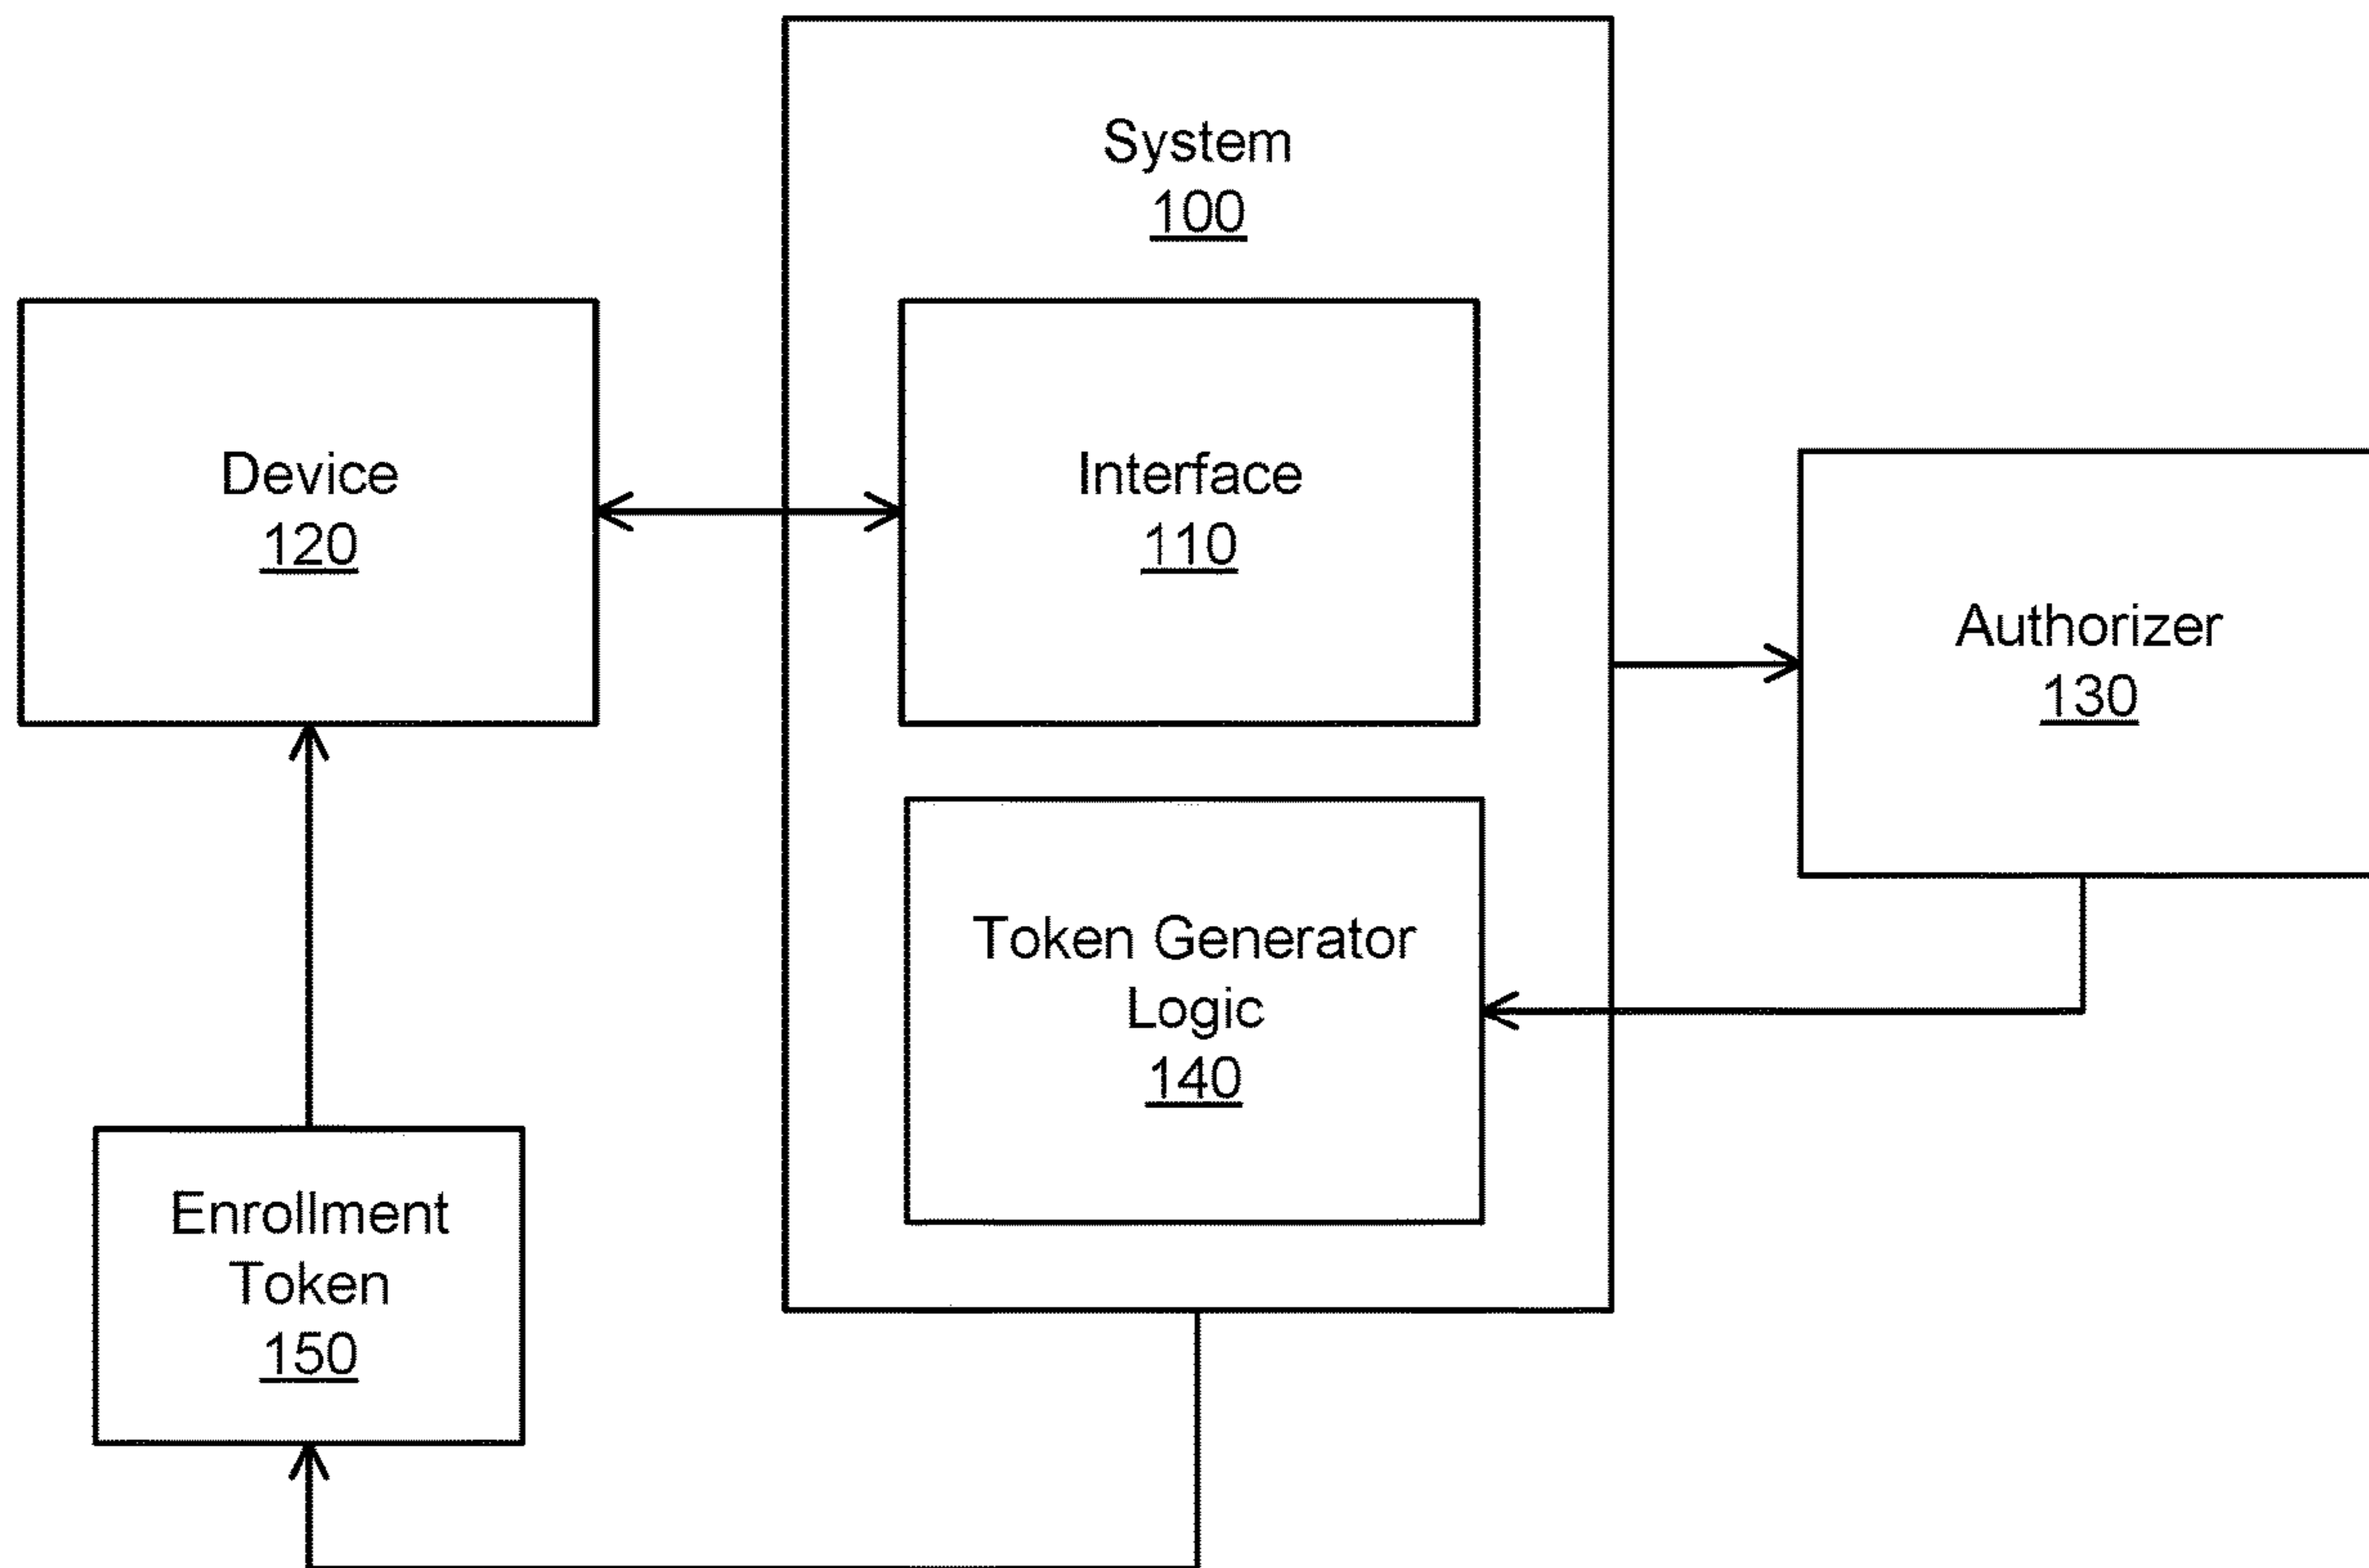 System
100
Device
120
Interface
110
Authorizer
130
Token Generator
Logic
140
Enrollment
Token
150